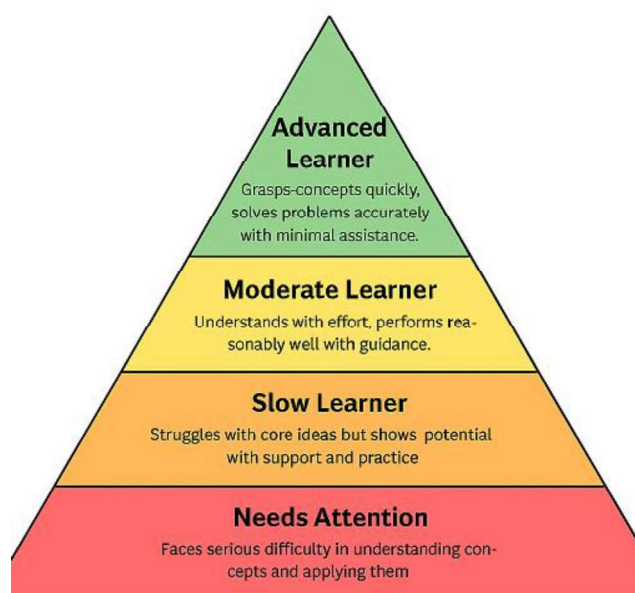 Advanced
Learner
Grasps-concepts quickly,
solves problems accurately
with minimal assistance.
Moderate Learner
Understands with effort, performs rea-
sonably well with guidance.
Slow Learner
Struggles with core ideas but shows potential
with support and practice
Needs Attention
Faces serious difficulty in understanding con-
cepts and applying them